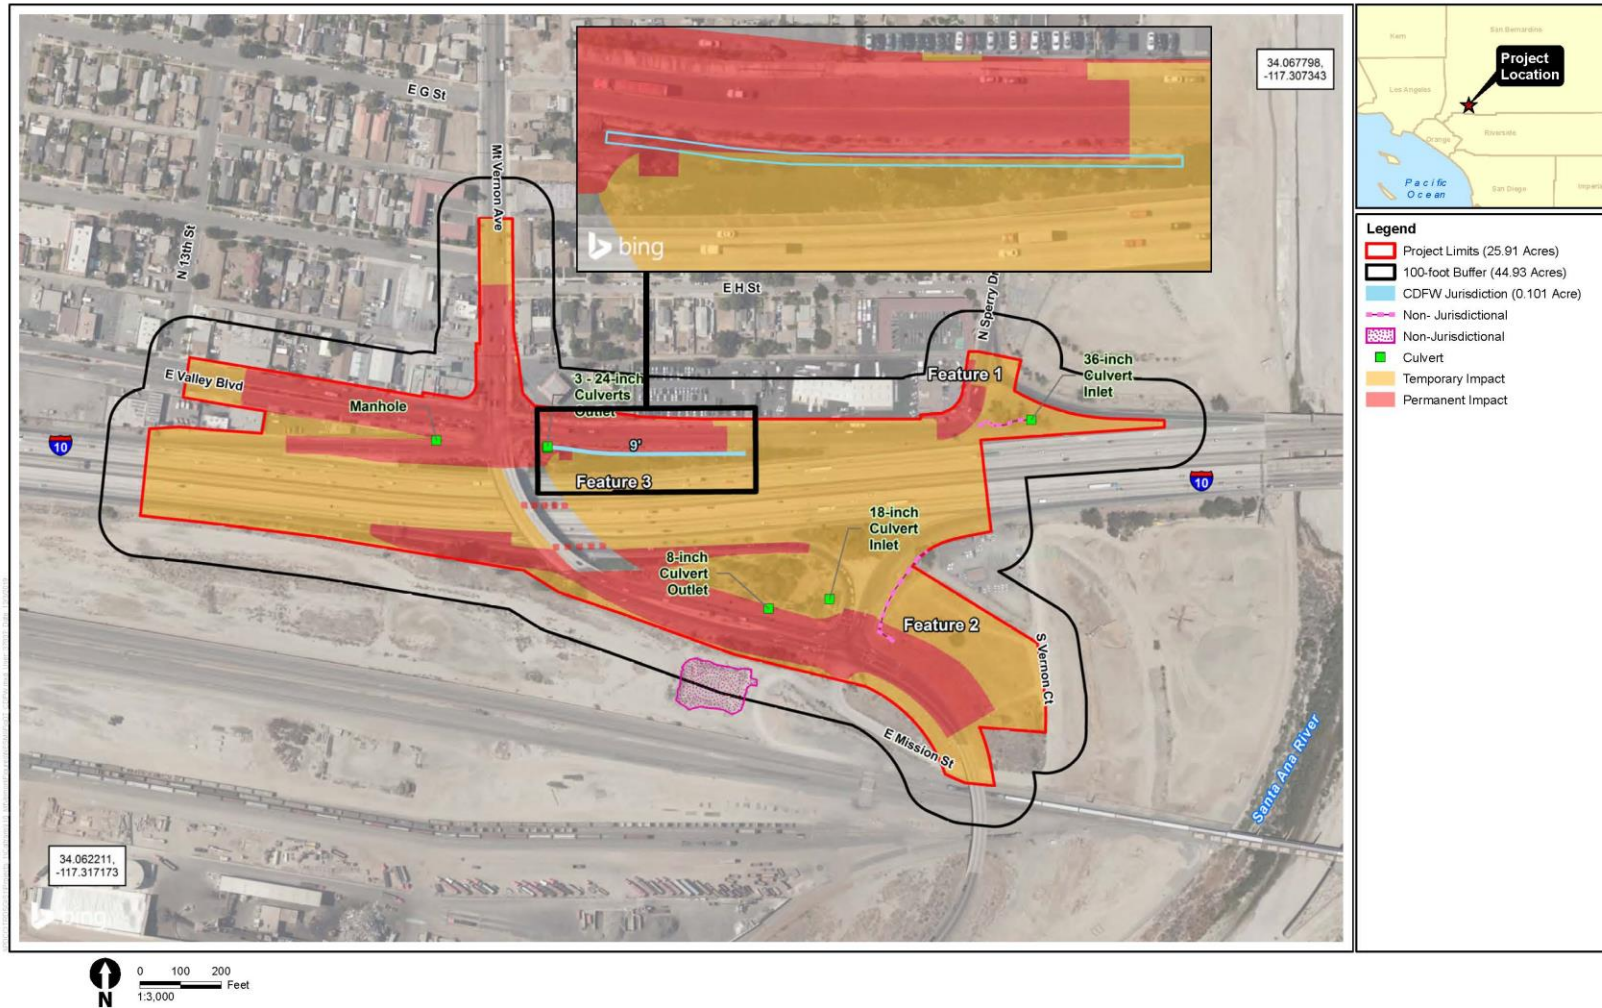 34.067798,
-117.307343
E G St
Mt Vernon Ave
N 13th St
bing
E H St
N Sperry Dr
E Valley Blvd
Manhole
3 - 24-inch
Culverts
Outlet
Feature 1
36-inch
Culvert
Inlet
10
9'
Feature 3
10
18-inch
Culvert
Inlet
8-inch
Culvert
Outlet
Feature 2
S Vernon Ct
E Mission St
Santa Ana River
34.062211,
-117.317173
bing
N
0 100 200
Feet
1:3,000
Kern
San Bernardino
Project
Location
Los Angeles
Orange
Riverside
Pacific
Ocean
San Diego
Imperi
Legend
Project Limits (25.91 Acres)
100-foot Buffer (44.93 Acres)
CDFW Jurisdiction (0.101 Acre)
Non- Jurisdictional
Non-Jurisdictional
Culvert
Temporary Impact
Permanent Impact